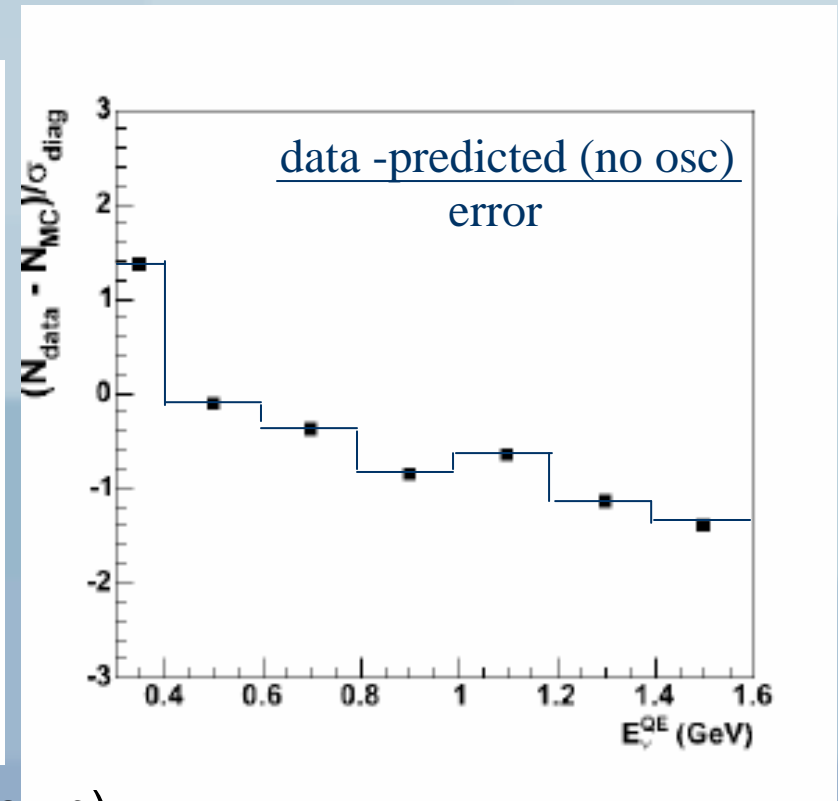 data -predicted (no osc)
error
(N_data - N_MC)/σ_diag
3
2
1
0
-1
-2
-3
0.4 0.6 0.8 1 1.2 1.4 1.6
E_ν^QE (GeV)